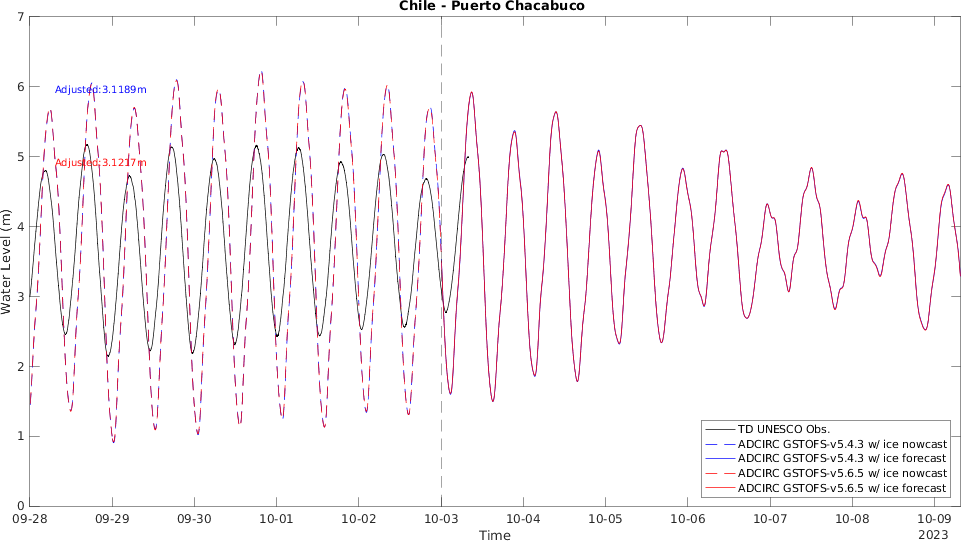 Chile - Puerto Chacabuco
Water Level (m)
7
6
5
4
3
2
1
0
Adjusted:3.1189m
Adjusted:3.1217m
TD UNESCO Obs.
ADCIRC GSTOFS-v5.4.3 w/ ice nowcast
ADCIRC GSTOFS-v5.4.3 w/ ice forecast
ADCIRC GSTOFS-v5.6.5 w/ ice nowcast
ADCIRC GSTOFS-v5.6.5 w/ ice forecast
09-28 09-29 09-30 10-01 10-02 10-03 10-04 10-05 10-06 10-07 10-08 10-09
Time
2023